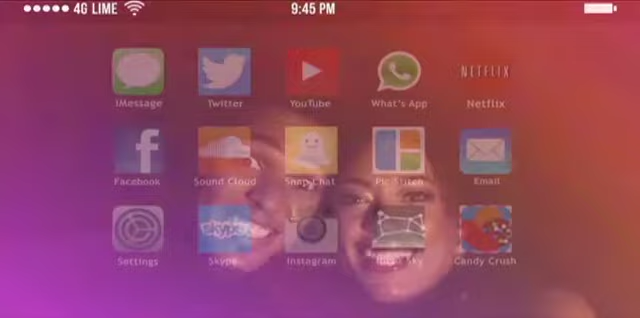 4G LIME 9:45 PM
NETFLIX
iMessage Twitter YouTube What's App Netflix
Facebook Sound Cloud Snap Chat Pic Stitch Email
skype
Settings Skype Instagram Sky Candy Crush